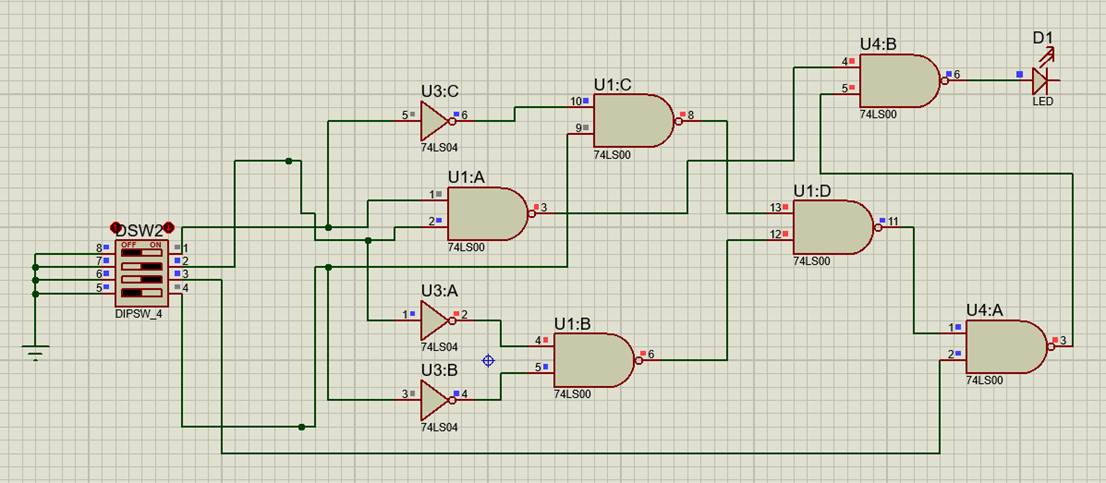 D1
U4:B
4
5
6
LED
74LS00
U3:C
5
6
74LS04
U1:C
10
9
8
74LS00
U1:A
1
2
3
74LS00
U1:D
13
12
11
74LS00
DSW2
OFF ON
8
7
6
5
1
2
3
4
DIPSW_4
U3:A
1
2
74LS04
U1:B
4
5
6
74LS00
U4:A
1
2
3
74LS00
U3:B
3
4
74LS04